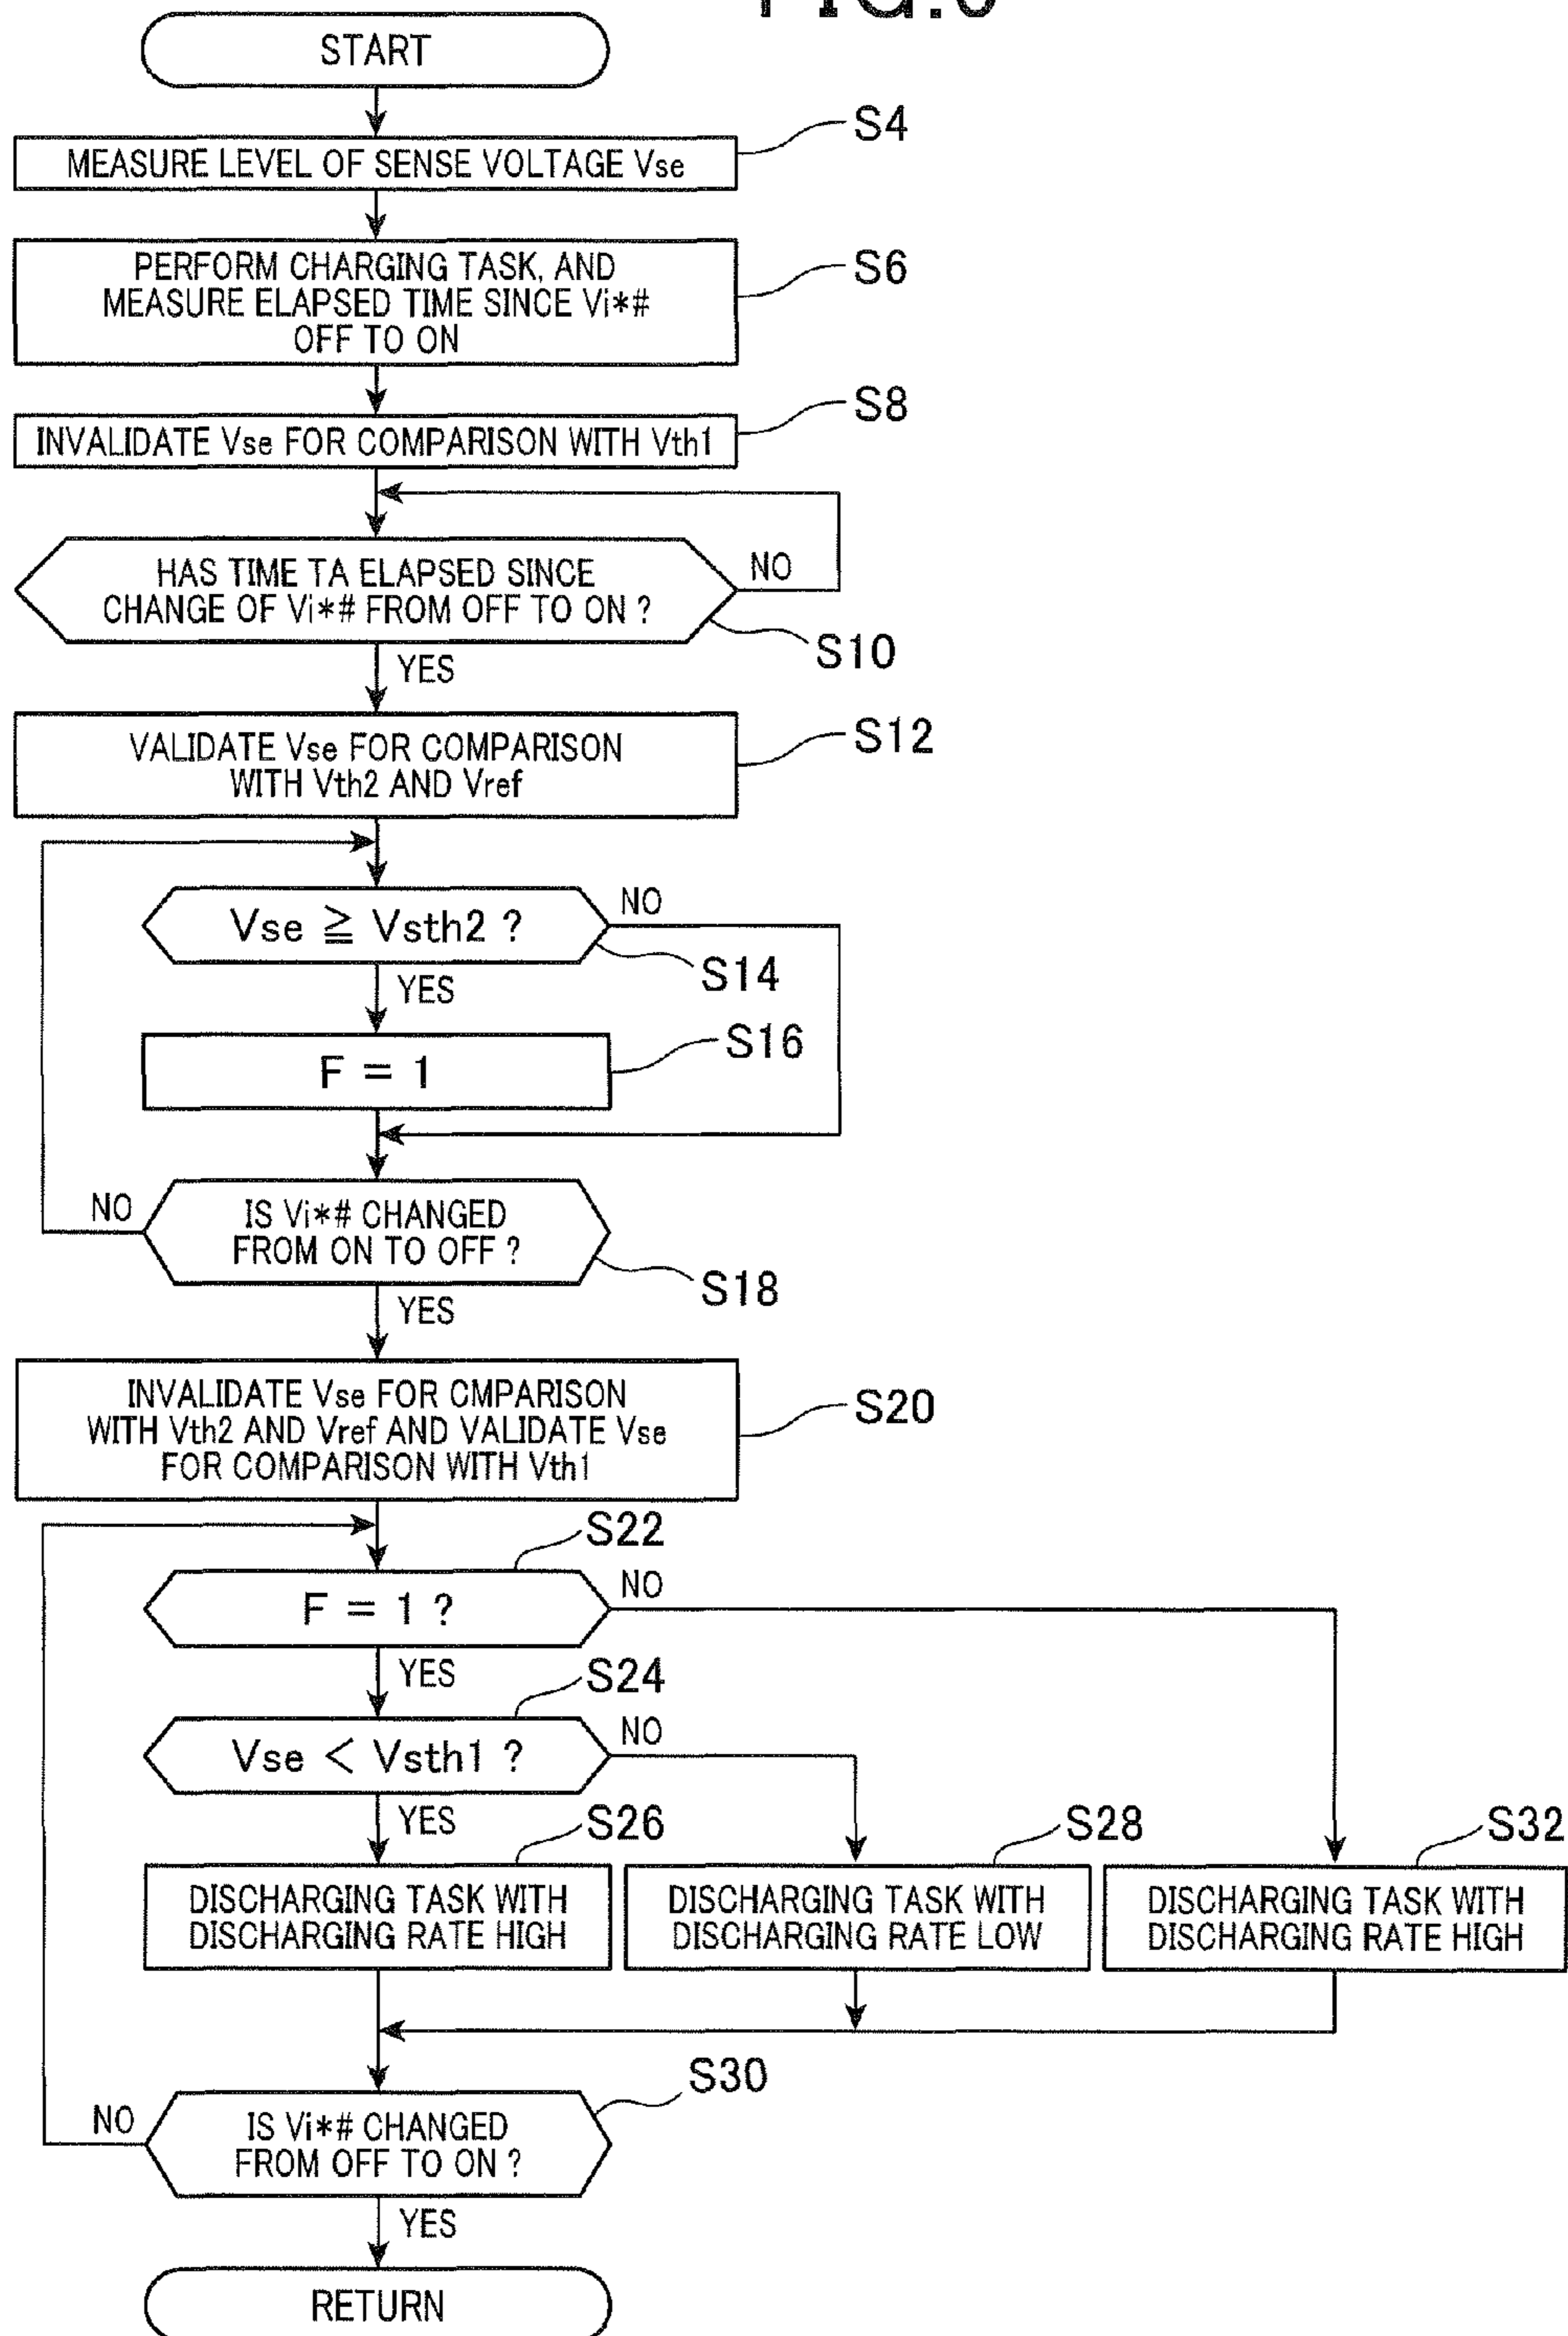 START
S4
MEASURE LEVEL OF SENSE VOLTAGE Vse
PERFORM CHARGING TASK, AND
MEASURE ELAPSED TIME SINCE Vi*#
OFF TO ON
S6
S8
INVALIDATE Vse FOR COMPARISON WITH Vth1
HAS TIME TA ELAPSED SINCE
CHANGE OF Vi*# FROM OFF TO ON ?
NO
S10
YES
VALIDATE Vse FOR COMPARISON
WITH Vth2 AND Vref
S12
Vse ≧ Vsth2 ?
NO
S14
YES
S16
F = 1
NO
IS Vi*# CHANGED
FROM ON TO OFF ?
S18
YES
INVALIDATE Vse FOR CMPARISON
WITH Vth2 AND Vref AND VALIDATE Vse
FOR COMPARISON WITH Vth1
S20
S22
F = 1 ?
NO
YES
S24
Vse < Vsth1 ?
NO
YES
S26
S28
S32
DISCHARGING TASK WITH
DISCHARGING RATE HIGH
DISCHARGING TASK WITH
DISCHARGING RATE LOW
DISCHARGING TASK WITH
DISCHARGING RATE HIGH
S30
NO
IS Vi*# CHANGED
FROM OFF TO ON ?
YES
RETURN